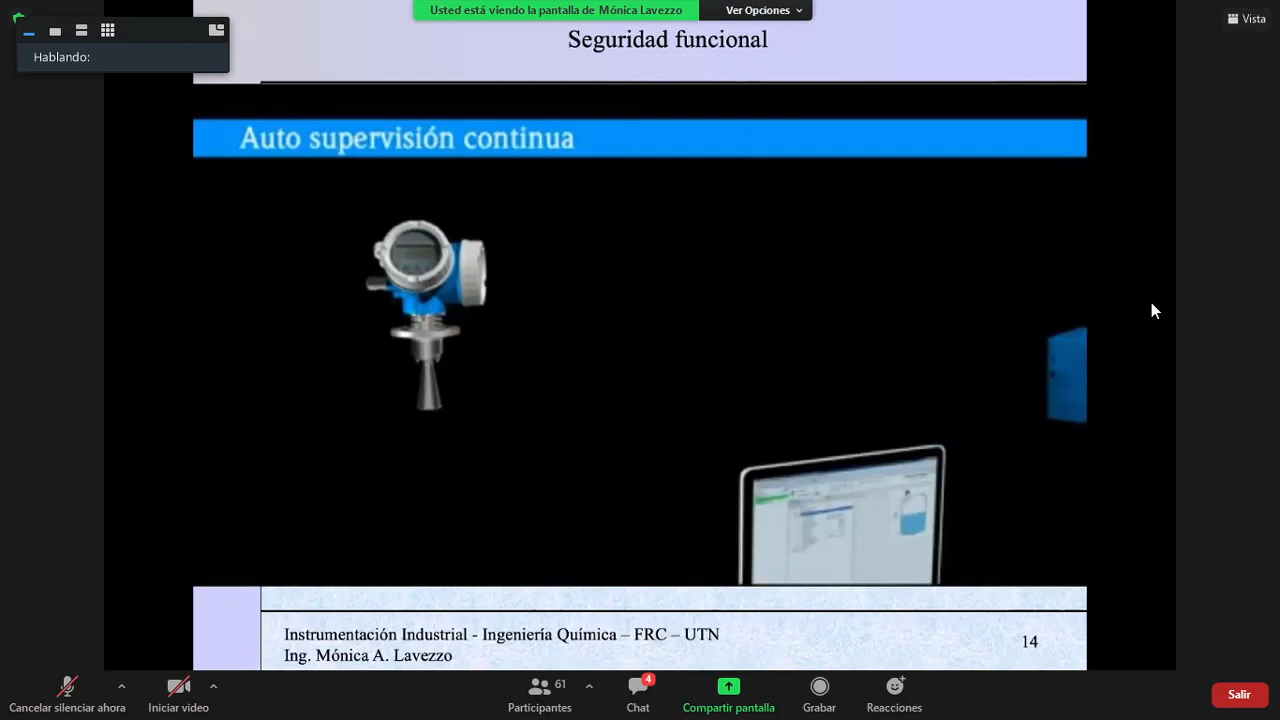 Usted está viendo la pantalla de Mónica Lavezzo
Ver Opciones
Vista
Hablando:
Seguridad funcional
Auto supervisión continua
Instrumentación Industrial - Ingeniería Química – FRC – UTN
Ing. Mónica A. Lavezzo
14
Cancelar silenciar ahora
Iniciar video
61
Participantes
4
Chat
Compartir pantalla
Grabar
Reacciones
Salir